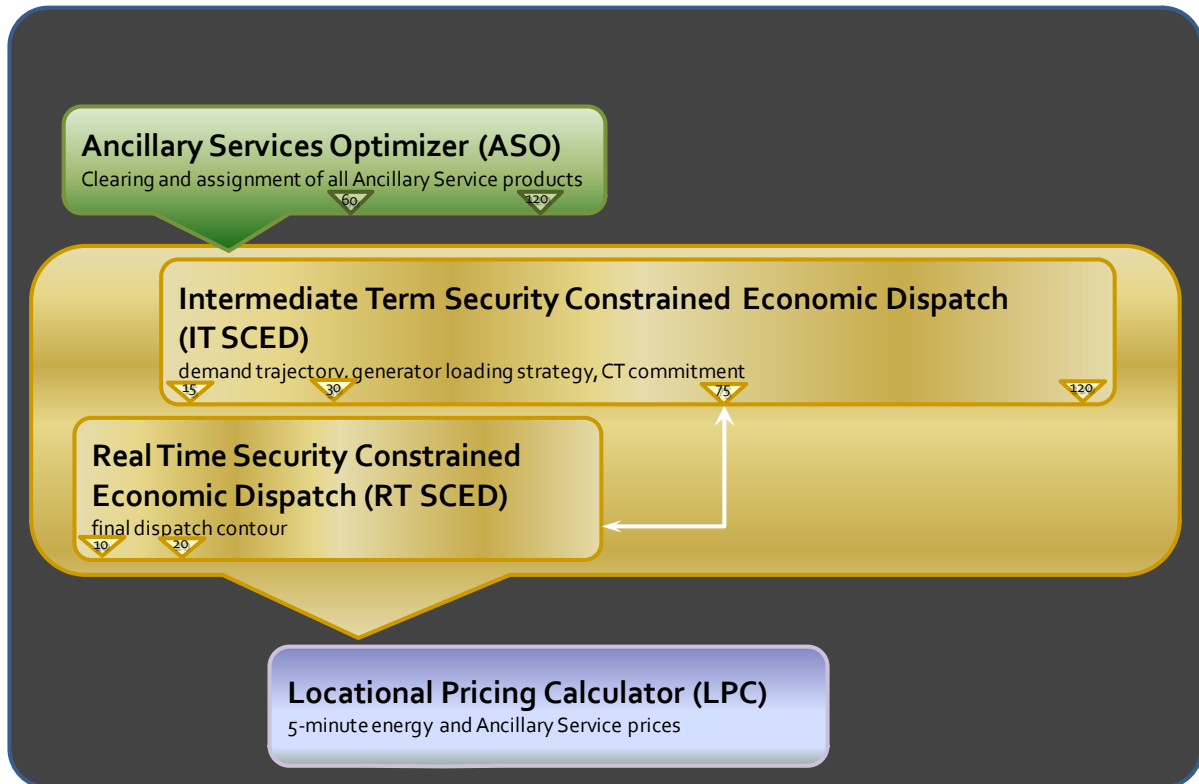 Ancillary Services Optimizer (ASO)
Clearing and assignment of all Ancillary Service products
60
120
Intermediate Term Security Constrained Economic Dispatch
(IT SCED)
demand trajectory, generator loading strategy, CT commitment
15
30
75
120
Real Time Security Constrained
Economic Dispatch (RT SCED)
final dispatch contour
10
20
Locational Pricing Calculator (LPC)
5-minute energy and Ancillary Service prices